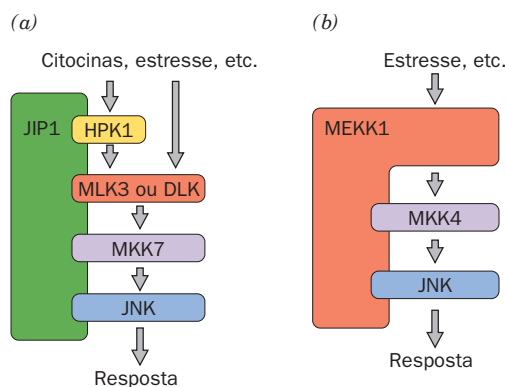 (a)
Citocinas, estresse, etc.
JIP1
HPK1
MLK3 ou DLK
MKK7
JNK
Resposta
(b)
Estresse, etc.
MEKK1
MKK4
JNK
Resposta